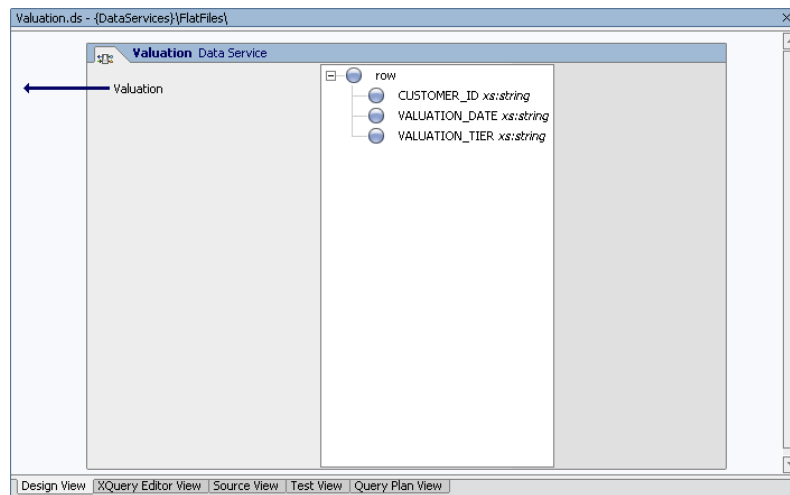 Valuation.ds - {DataServices}\FlatFiles\
Valuation Data Service
Valuation
row
CUSTOMER_ID xs:string
VALUATION_DATE xs:string
VALUATION_TIER xs:string
Design View XQuery Editor View Source View Test View Query Plan View